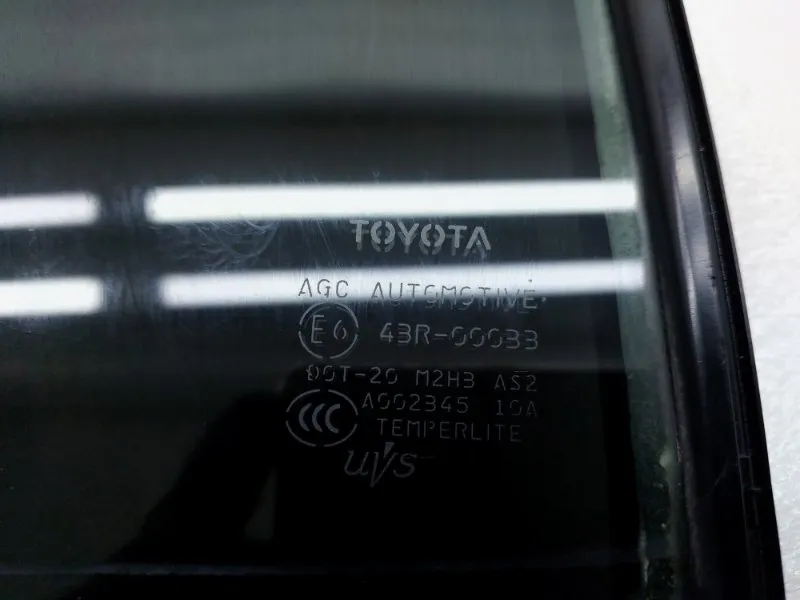 TOYOTA
AGC AUTOMOTIVE
E6 43R-00033
DOT-20 M2H3 AS2
CCC A002345 10A
TEMPERLITE
uVs